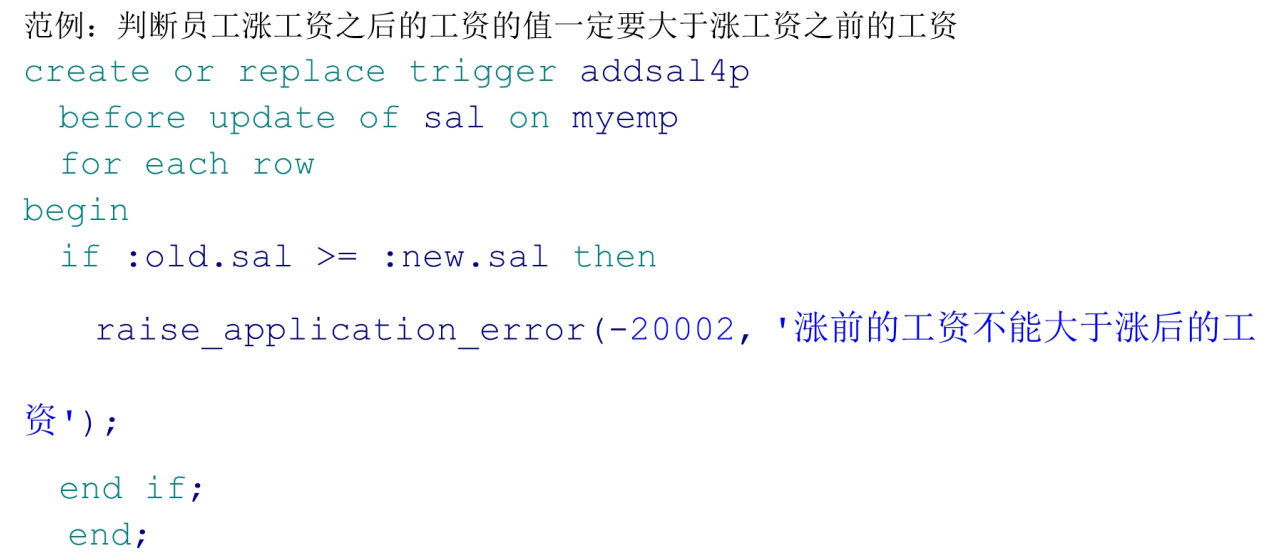 范例：判断员工涨工资之后的工资的值一定要大于涨工资之前的工资
create or replace trigger addsal4p
before update of sal on myemp
for each row
begin
if :old.sal >= :new.sal then
raise_application_error(-20002, '涨前的工资不能大于涨后的工
资');
end if;
end;